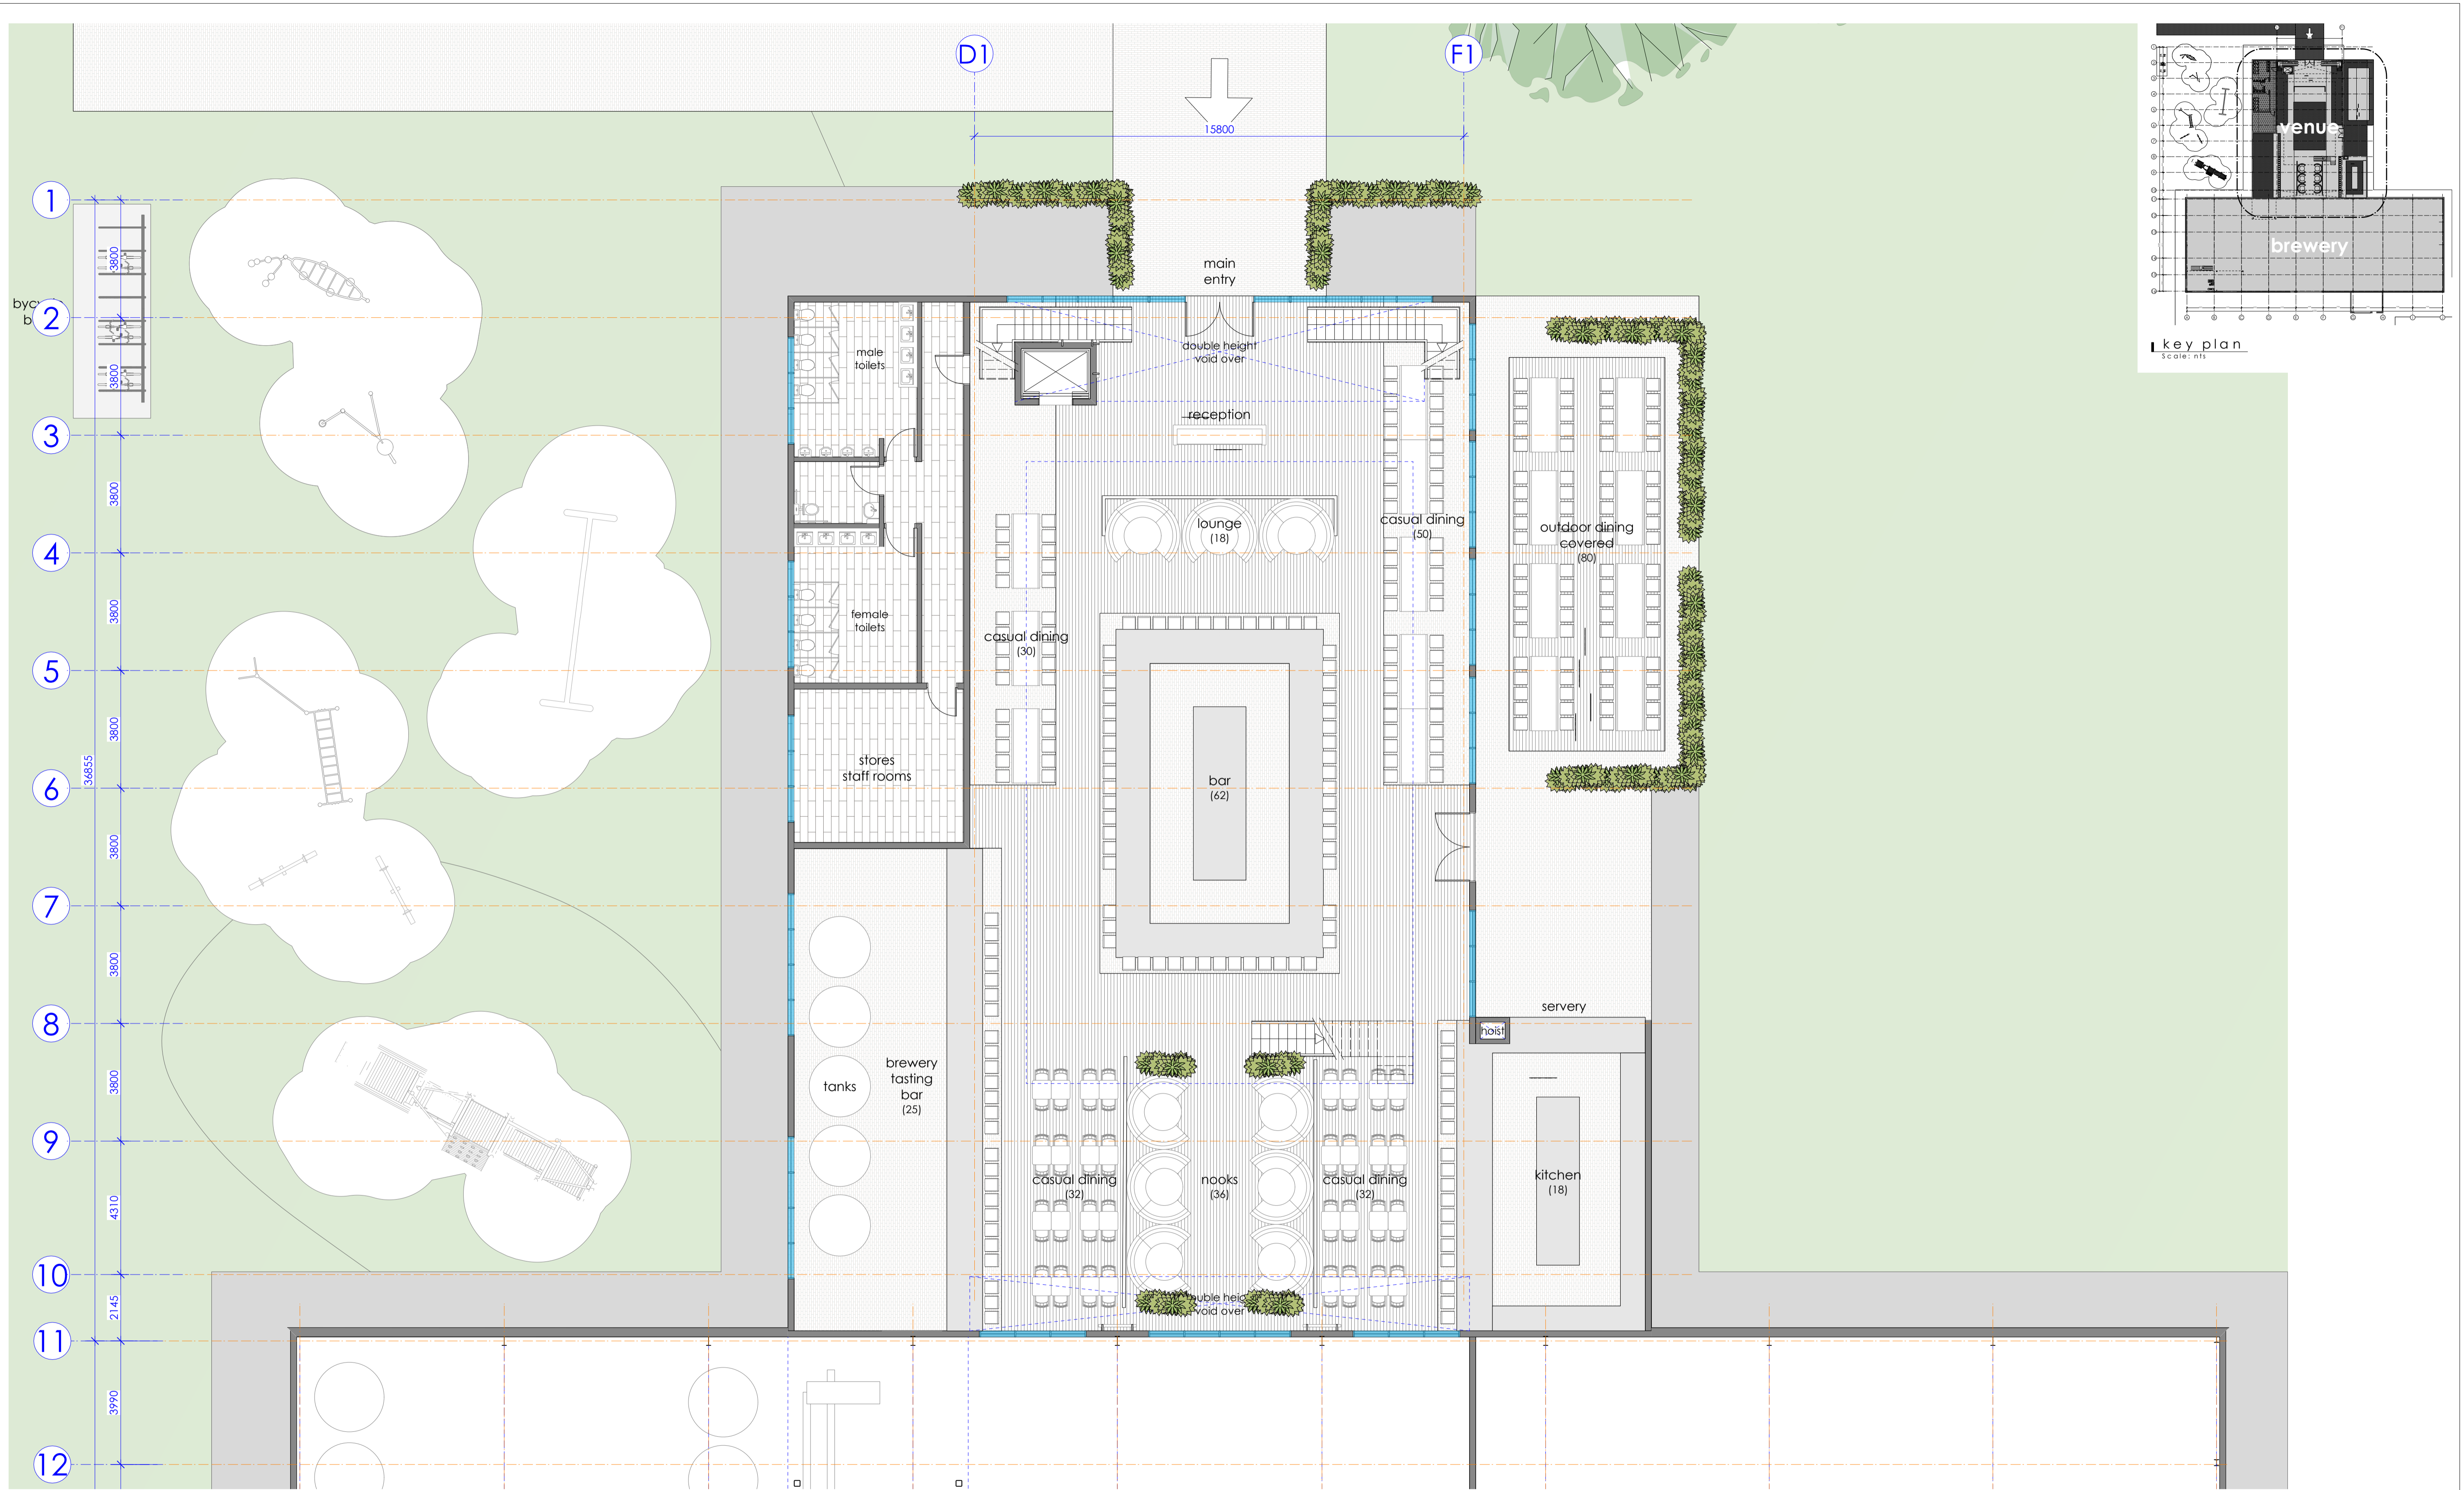 D1
F1
15800
1
2
3
4
5
6
7
8
9
10
11
12
3800
3800
3800
3800
3800
3800
3800
3800
4310
2145
3990
36855
main
entry
double height
void over
male
toilets
reception
lounge
(18)
casual dining
(50)
outdoor dining
covered
(80)
female
toilets
casual dining
(30)
stores
staff rooms
bar
(62)
servery
hoist
brewery
tasting
bar
(25)
tanks
casual dining
(32)
nooks
(36)
casual dining
(32)
kitchen
(18)
void over
venue
brewery
key plan
Scale: nts